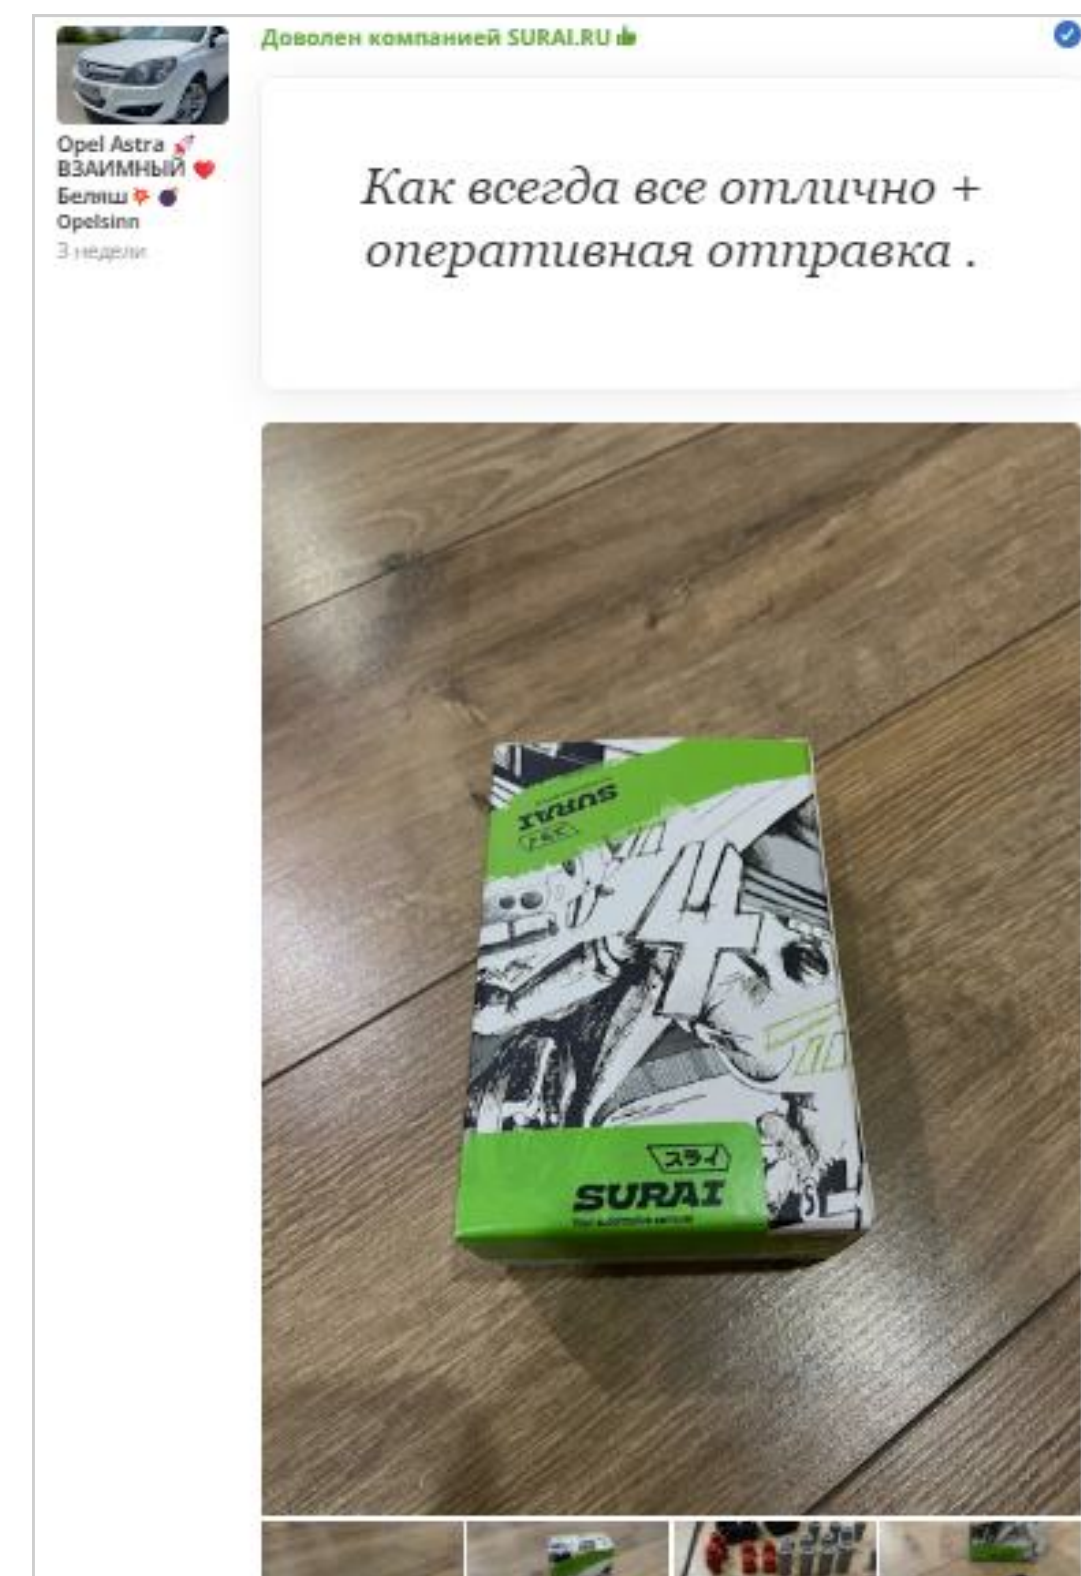 Доволен компанией SURAI.RU
Opel Astra
ВЗАИМНЫЙ
Беляш
Opelsinn
3 недели
Как всегда все отлично +
оперативная отправка .
SURAI
スライ
スライ
SURAI